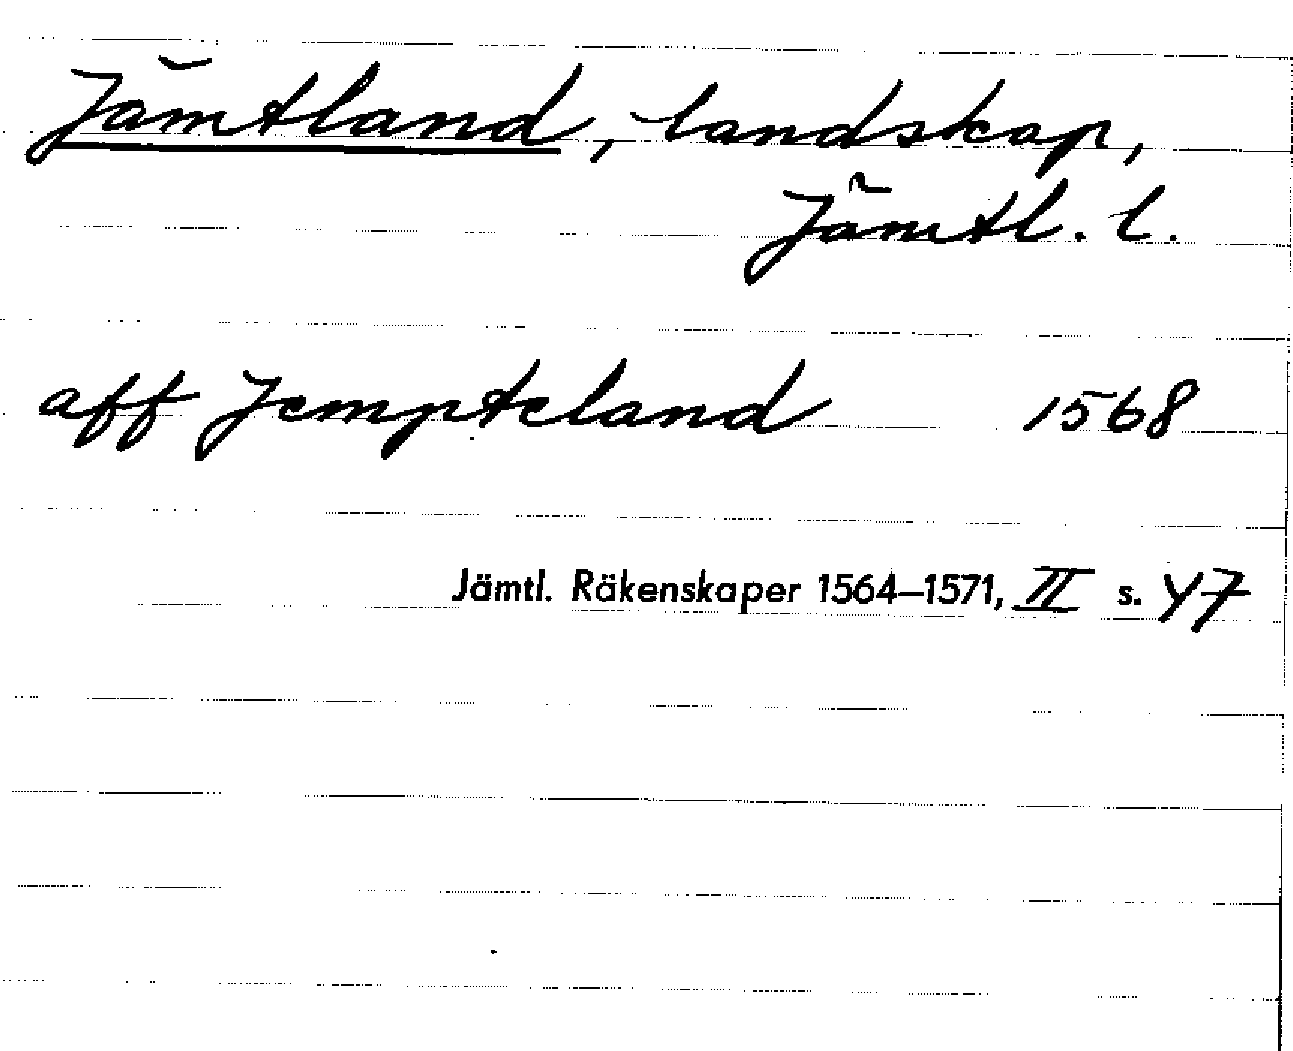 Jämtland, landskap,
Jämtl. l.
aff Jempteland 1568
Jämtl. Räkenskaper 1564–1571, II s. 47